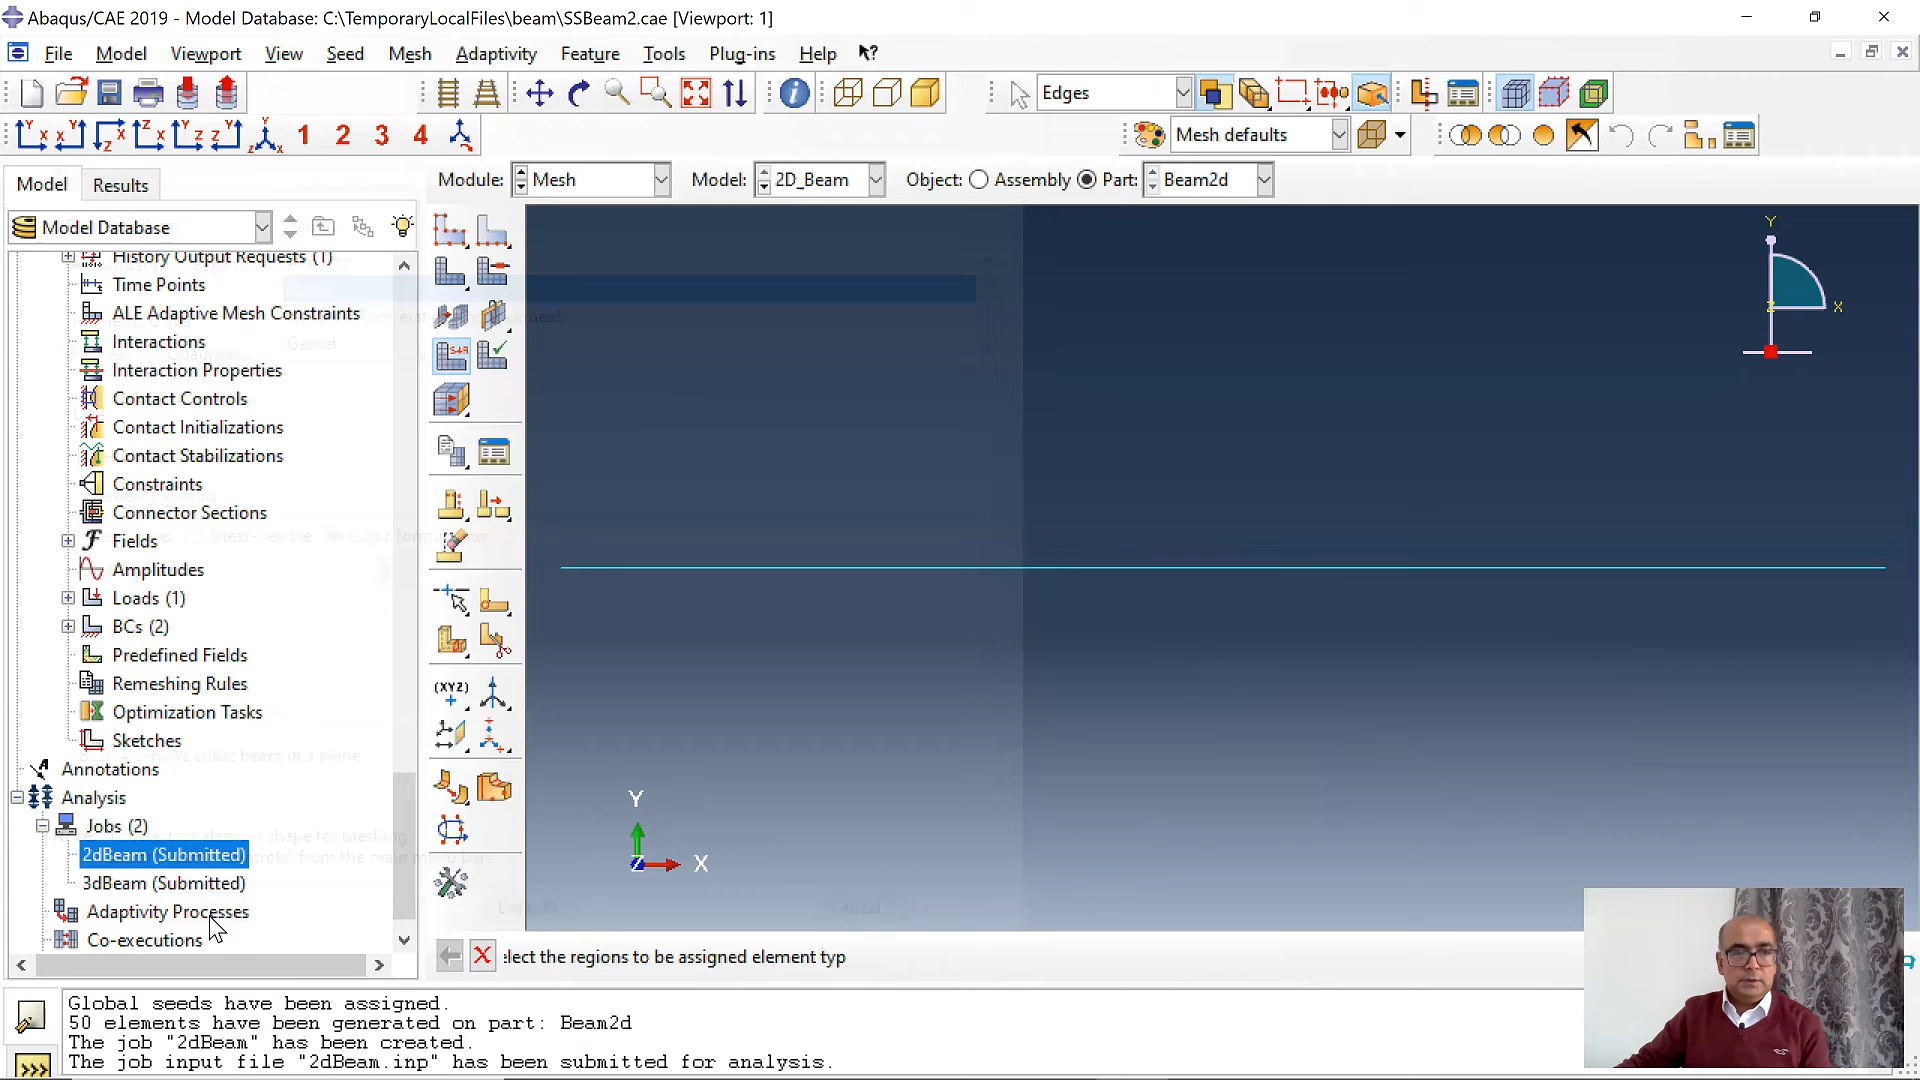 Abaqus/CAE 2019 - Model Database: C:\TemporaryLocalFiles\beam\SSBeam2.cae [Viewport: 1]
File Model Viewport View Seed Mesh Adaptivity Feature Tools Plug-ins Help
Edges
1 2 3 4
Mesh defaults
Model Results
Module: Mesh Model: 2D_Beam Object: Assembly Part: Beam2d
Model Database
History Output Requests (1)
Time Points
ALE Adaptive Mesh Constraints
Interactions
Interaction Properties
Contact Controls
Contact Initializations
Contact Stabilizations
Constraints
Connector Sections
Fields
Amplitudes
Loads (1)
BCs (2)
Predefined Fields
Remeshing Rules
Optimization Tasks
Sketches
Annotations
Analysis
Jobs (2)
2dBeam (Submitted)
3dBeam (Submitted)
Adaptivity Processes
Co-executions
(XYZ)
Y
X
Z
Y
X
Z
elect the regions to be assigned element typ
Global seeds have been assigned.
50 elements have been generated on part: Beam2d
The job "2dBeam" has been created.
The job input file "2dBeam.inp" has been submitted for analysis.